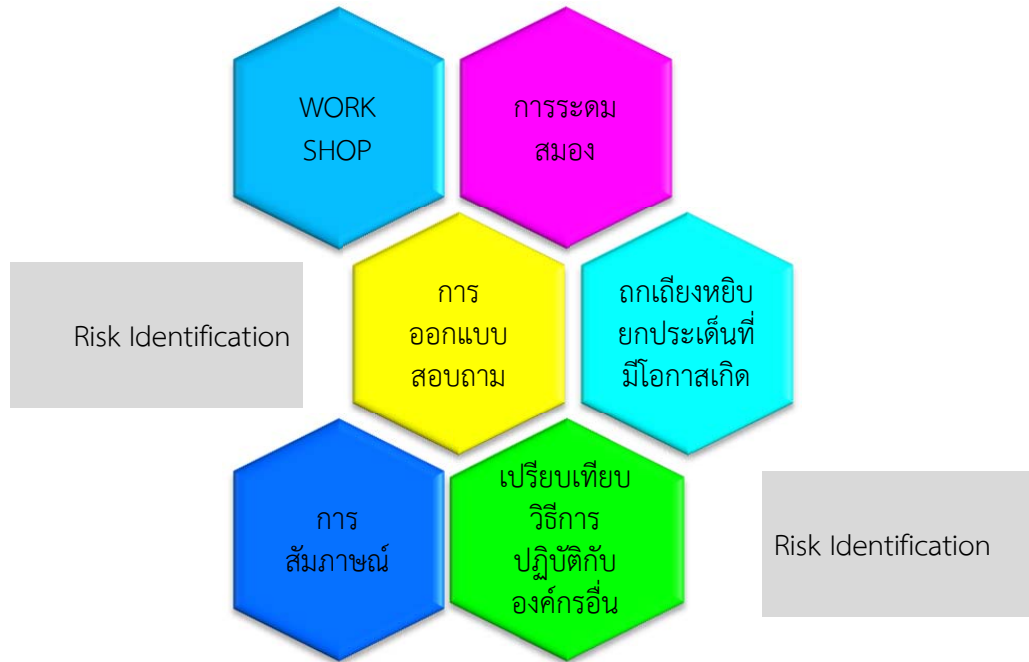 WORK
SHOP
การระดม
สมอง
Risk Identification
การ
ออกแบบ
สอบถาม
ถกเถียงหยิบ
ยกประเด็นที่
มีโอกาสเกิด
การ
สัมภาษณ์
เปรียบเทียบ
วิธีการ
ปฏิบัติกับ
องค์กรอื่น
Risk Identification